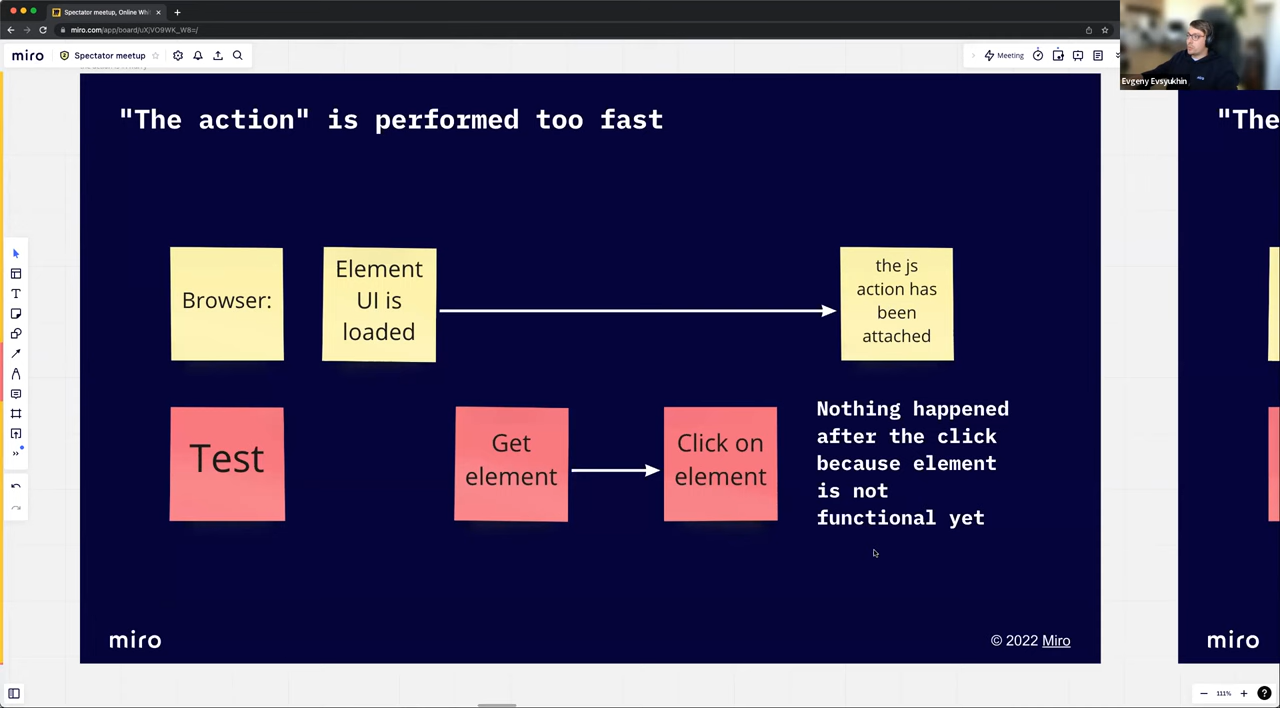 Spectator meetup, Online Whi
miro.com/app/board/uXjVO9WK_W8=/
miro
Spectator meetup
Meeting
Evgeny Evsyukhin
"The action" is performed too fast
"The
Browser:
Element
UI is
loaded
the js
action has
been
attached
Test
Get
element
Click on
element
Nothing happened
after the click
because element
is not
functional yet
miro
© 2022 Miro
miro
111%